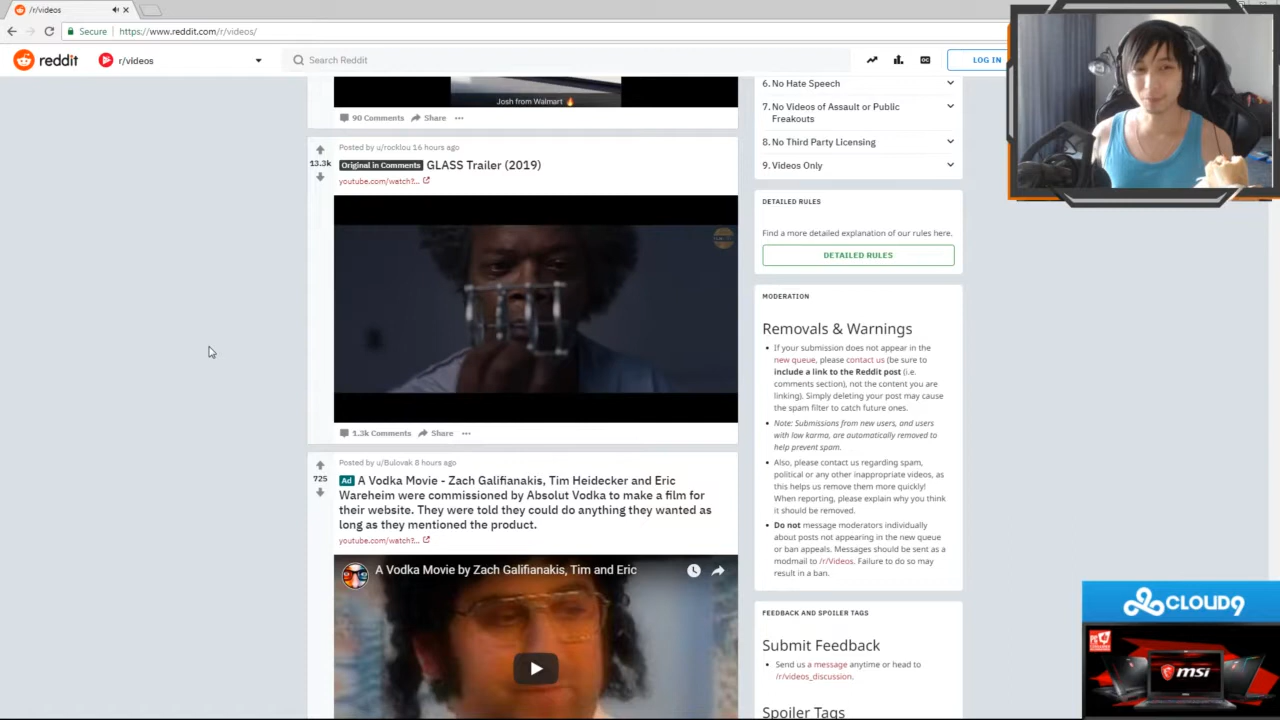 /r/videos
Secure
https://www.reddit.com/r/videos/
reddit
r/videos
Search Reddit
LOG IN
Josh from Walmart 🔥
90 Comments Share
Posted by u/rocklou 16 hours ago
13.3k
Original in Comments GLASS Trailer (2019)
youtube.com/watch?...
1.3k Comments Share
Posted by u/Bulovak 8 hours ago
725
Ad A Vodka Movie - Zach Galifianakis, Tim Heidecker and Eric
Wareheim were commissioned by Absolut Vodka to make a film for
their website. They were told they could do anything they wanted as
long as they mentioned the product.
youtube.com/watch?...
A Vodka Movie by Zach Galifianakis, Tim and Eric
6. No Hate Speech
7. No Videos of Assault or Public
Freakouts
8. No Third Party Licensing
9. Videos Only
DETAILED RULES
Find a more detailed explanation of our rules here.
DETAILED RULES
MODERATION
Removals & Warnings
If your submission does not appear in the
new queue, please contact us (be sure to
include a link to the Reddit post (i.e.
comments section), not the content you are
linking). Simply deleting your post may cause
the spam filter to catch future ones.
Note: Submissions from new users, and users
with low karma, are automatically removed to
help prevent spam.
Also, please contact us regarding spam,
political or any other inappropriate videos, as
this helps us remove them more quickly!
When reporting, please explain why you think
it should be removed.
Do not message moderators individually
about posts not appearing in the new queue
or ban appeals. Messages should be sent as a
modmail to /r/Videos. Failure to do so may
result in a ban.
FEEDBACK AND SPOILER TAGS
Submit Feedback
Send us a message anytime or head to
/r/videos_discussion.
Spoiler Tags
CLOUD9
msi